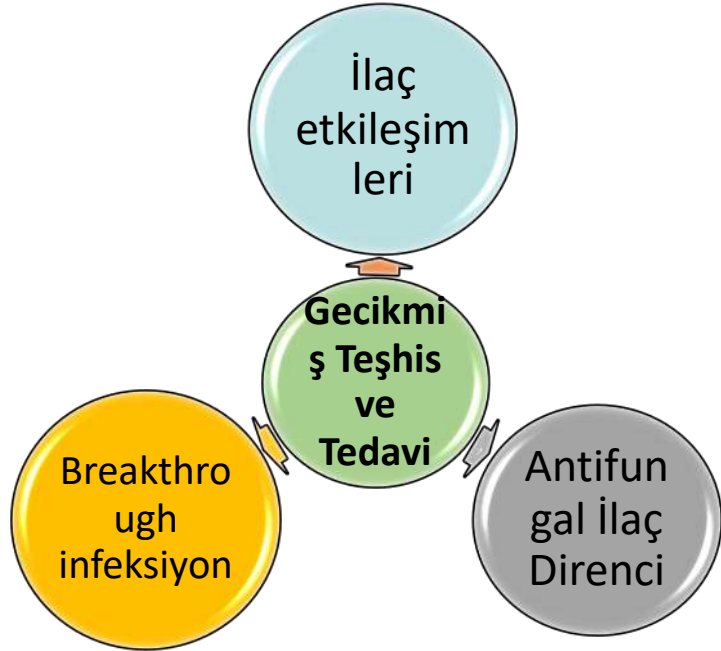 İlaç
etkileşim
leri
Gecikmi
ş Teşhis
ve
Tedavi
Breakthro
ugh
infeksiyon
Antifun
gal İlaç
Direnci